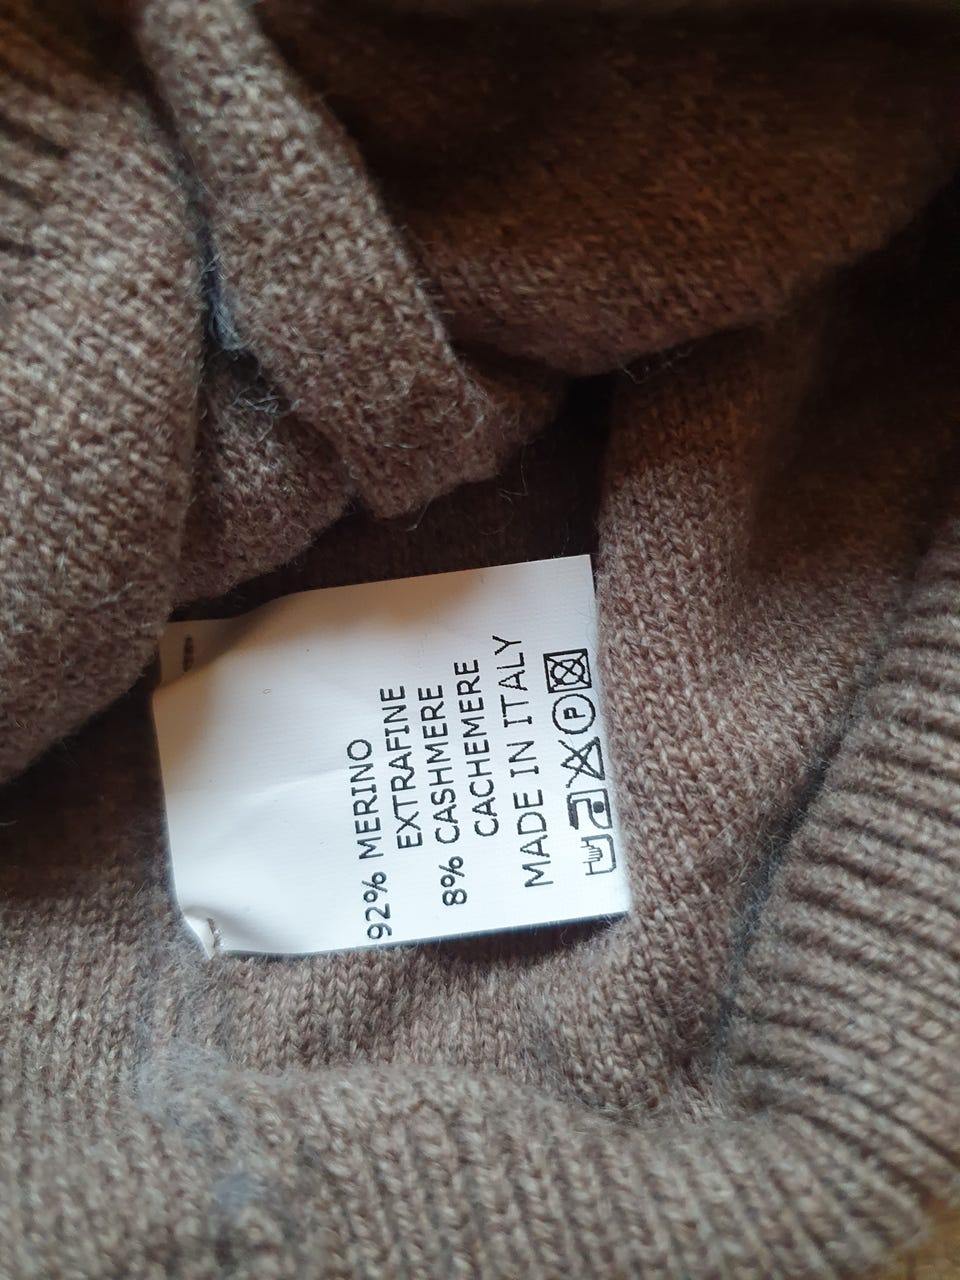 92% MERINO
EXTRAFINE
8% CASHMERE
CACHEMERE
MADE IN ITALY
P